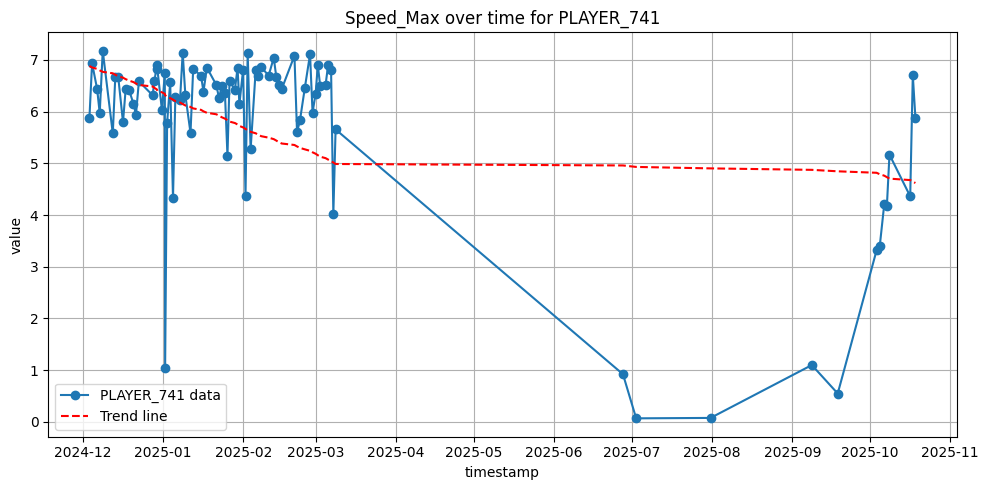 Speed_Max over time for PLAYER_741
value
7
6
5
4
3
2
1
0
PLAYER_741 data
Trend line
2024-12 2025-01 2025-02 2025-03 2025-04 2025-05 2025-06 2025-07 2025-08 2025-09 2025-10 2025-11
timestamp